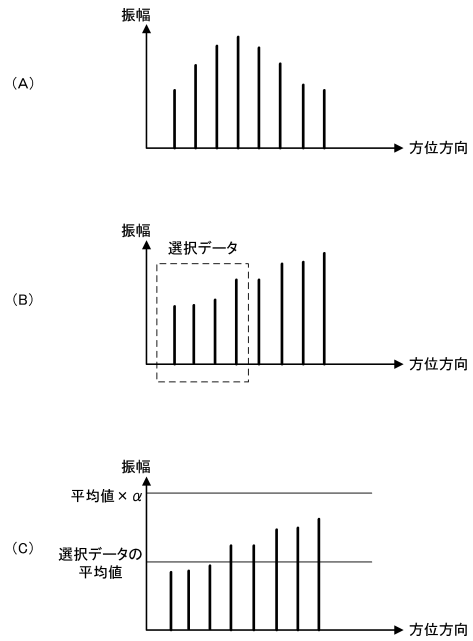 (A)
振幅
方位方向
(B)
振幅
選択データ
方位方向
(C)
振幅
平均値×α
選択データの
平均値
方位方向